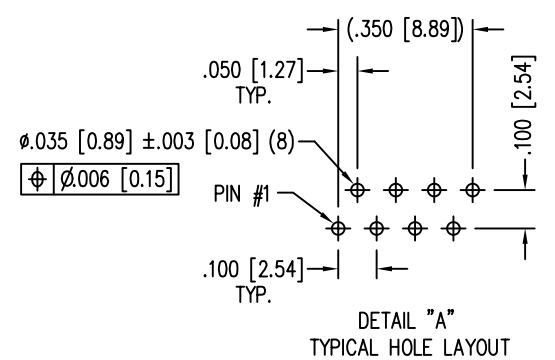 (.350 [8.89])
.050 [1.27]
TYP.
.100 [2.54]
ø.035 [0.89] ±.003 [0.08] (8)
⌖ Ø.006 [0.15]
PIN #1
.100 [2.54]
TYP.
DETAIL "A"
TYPICAL HOLE LAYOUT